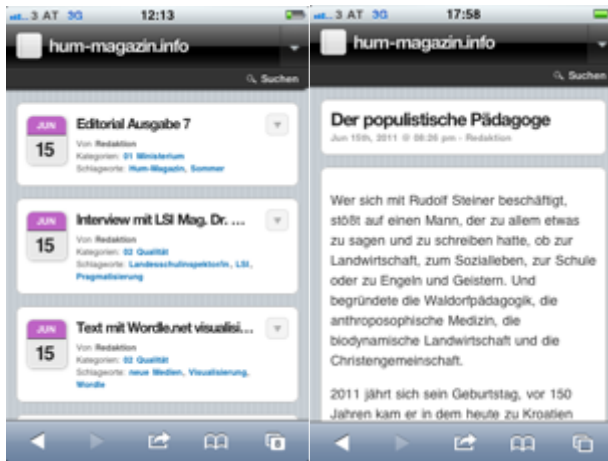 3 AT 3G 12:13
hum-magazin.info
Suchen
JUN
15
Editorial Ausgabe 7
Von Redaktion
Kategorien: 01 Ministerium
Schlagworte: Hum-Magazin, Sommer
JUN
15
Interview mit LSI Mag. Dr. ...
Von Redaktion
Kategorien: 02 Qualität
Schlagworte: Landesschulinspektor/in, LSI,
Pragmatisierung
JUN
15
Text mit Wordle.net visualisi...
Von Redaktion
Kategorien: 02 Qualität
Schlagworte: neue Medien, Visualisierung,
Wordle
3 AT 3G 17:58
hum-magazin.info
Suchen
Der populistische Pädagoge
Jun 15th, 2011 @ 08:26 pm - Redaktion
Wer sich mit Rudolf Steiner beschäftigt,
stößt auf einen Mann, der zu allem etwas
zu sagen und zu schreiben hatte, ob zur
Landwirtschaft, zum Sozialleben, zur Schule
oder zu Engeln und Geistern. Und
begründete die Waldorfpädagogik, die
anthroposophische Medizin, die
biodynamische Landwirtschaft und die
Christengemeinschaft.
2011 jährt sich sein Geburtstag, vor 150
Jahren kam er in dem heute zu Kroatien